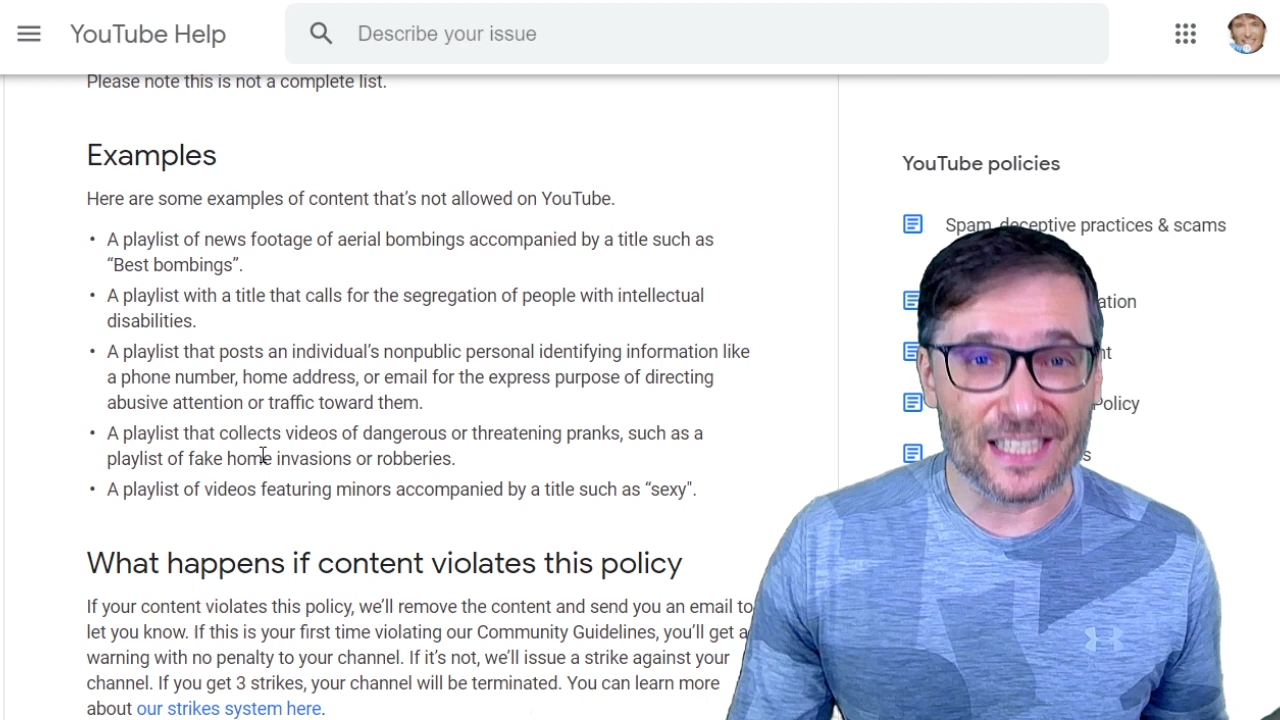 YouTube Help
Describe your issue
Please note this is not a complete list.
Examples
Here are some examples of content that’s not allowed on YouTube.
• A playlist of news footage of aerial bombings accompanied by a title such as
“Best bombings”.
• A playlist with a title that calls for the segregation of people with intellectual
disabilities.
• A playlist that posts an individual’s nonpublic personal identifying information like
a phone number, home address, or email for the express purpose of directing
abusive attention or traffic toward them.
• A playlist that collects videos of dangerous or threatening pranks, such as a
playlist of fake home invasions or robberies.
• A playlist of videos featuring minors accompanied by a title such as “sexy".
What happens if content violates this policy
If your content violates this policy, we’ll remove the content and send you an email to
let you know. If this is your first time violating our Community Guidelines, you’ll get a
warning with no penalty to your channel. If it’s not, we’ll issue a strike against your
channel. If you get 3 strikes, your channel will be terminated. You can learn more
about our strikes system here.
YouTube policies
Spam, deceptive practices & scams
Policy